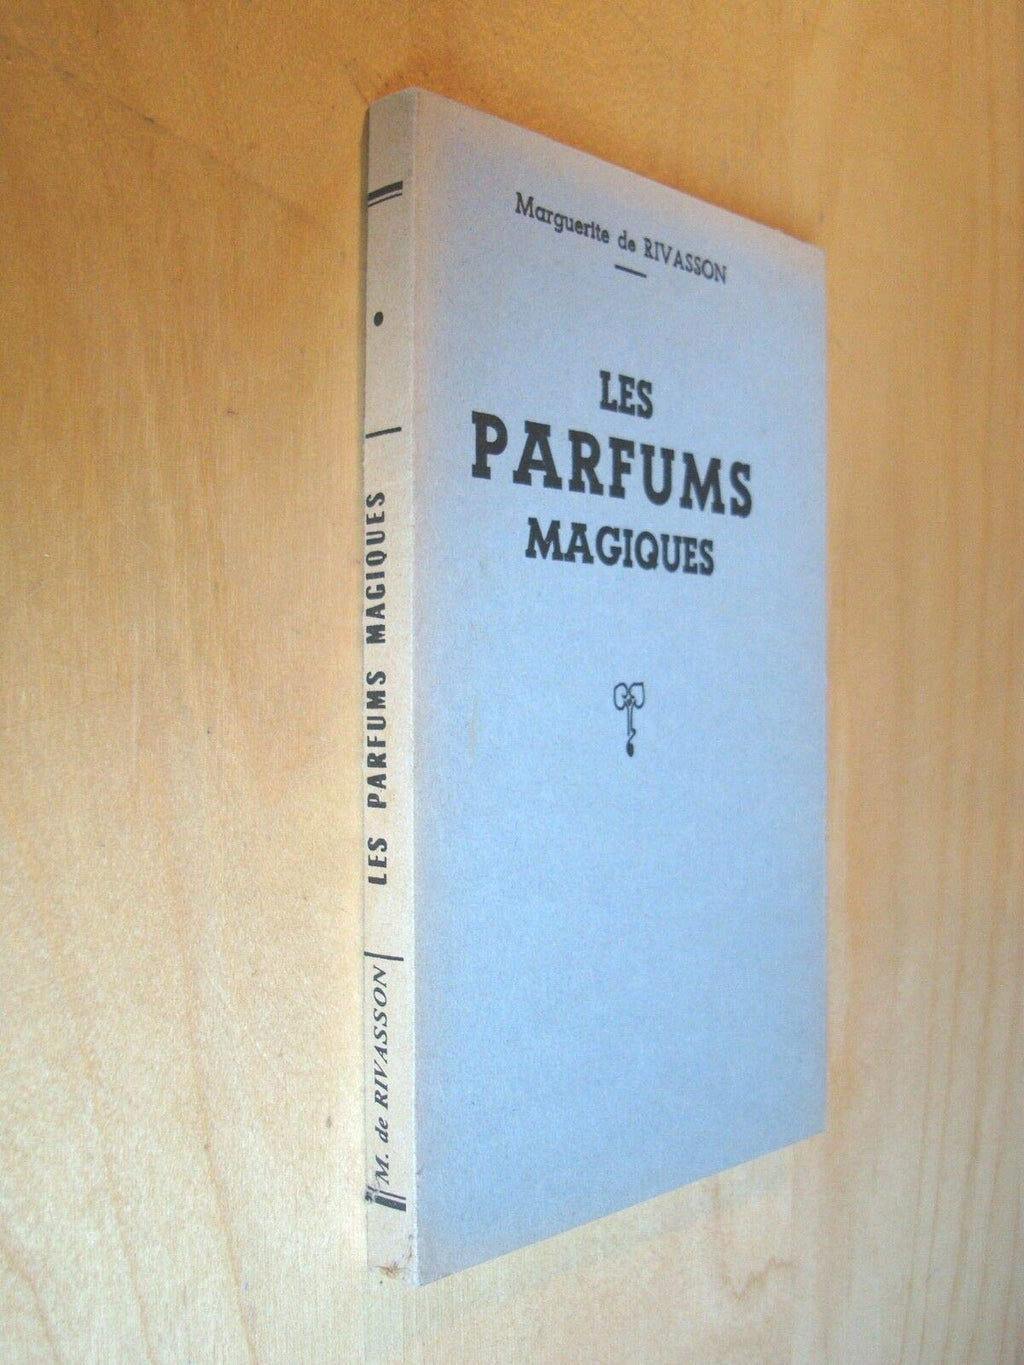 Marguerite de RIVASSON
LES
PARFUMS
MAGIQUES
M. de RIVASSON
LES PARFUMS MAGIQUES